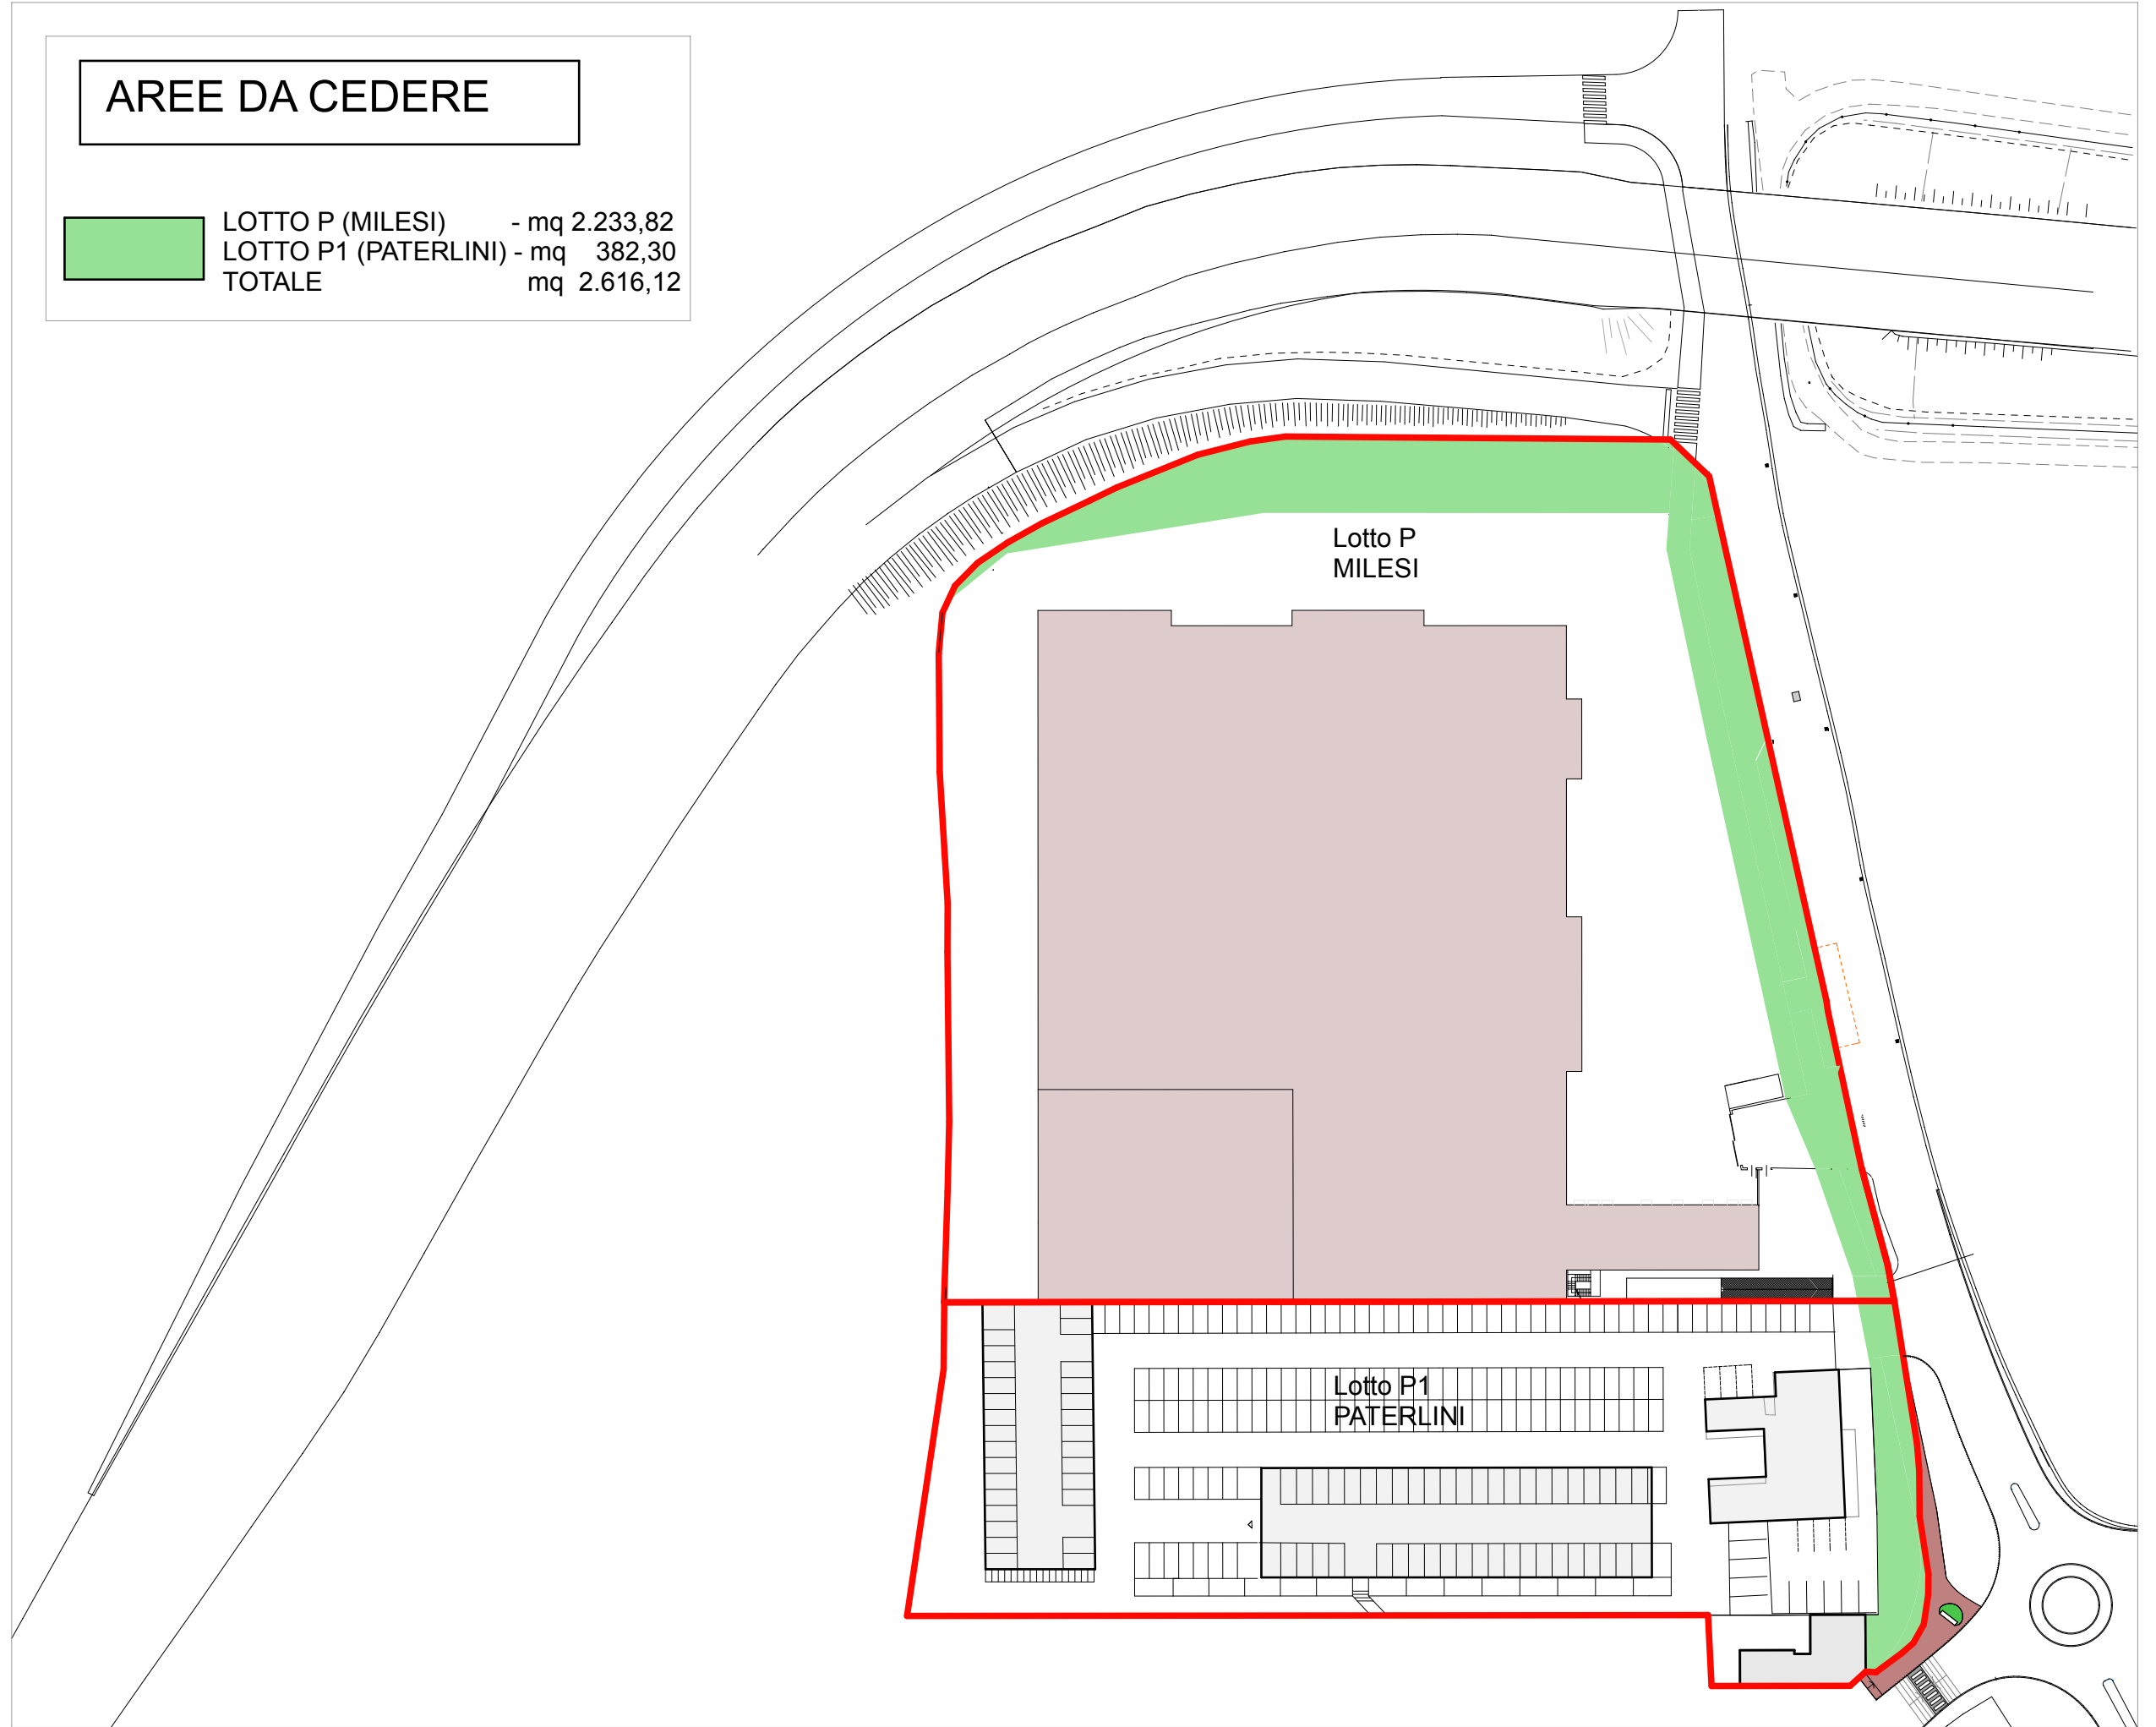 AREE DA CEDERE
LOTTO P (MILESI) - mq 2.233,82
LOTTO P1 (PATERLINI) - mq 382,30
TOTALE mq 2.616,12
Lotto P
MILESI
Lotto P1
PATERLINI